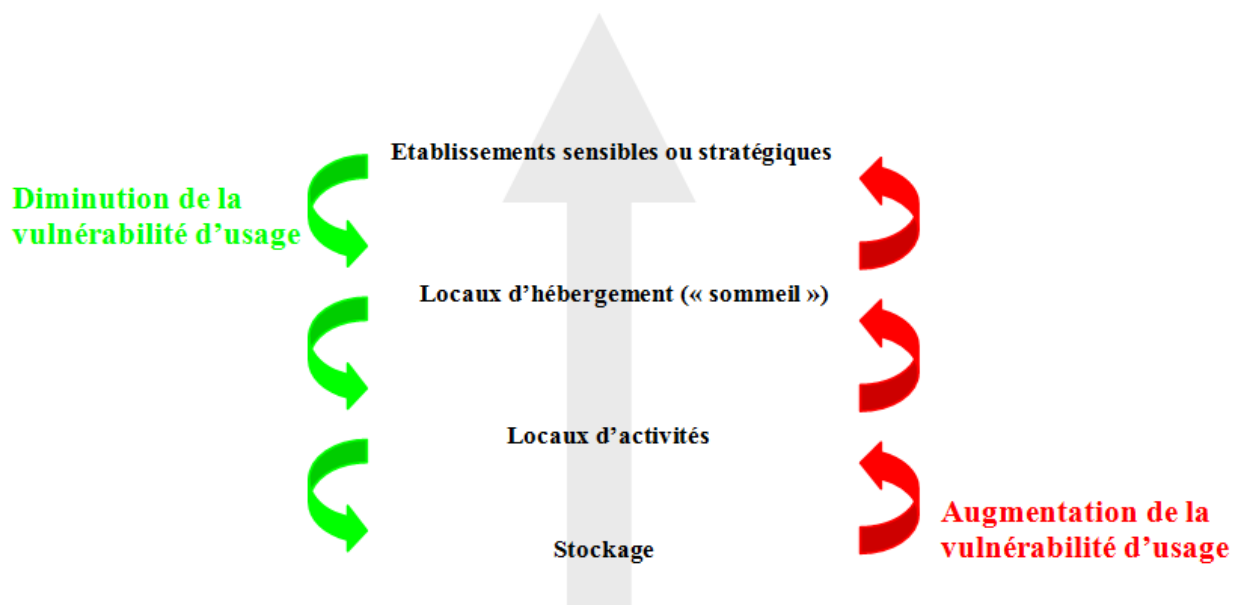 Etablissements sensibles ou stratégiques
Diminution de la
vulnérabilité d’usage
Locaux d’hébergement (« sommeil »)
Locaux d’activités
Augmentation de la
vulnérabilité d’usage
Stockage